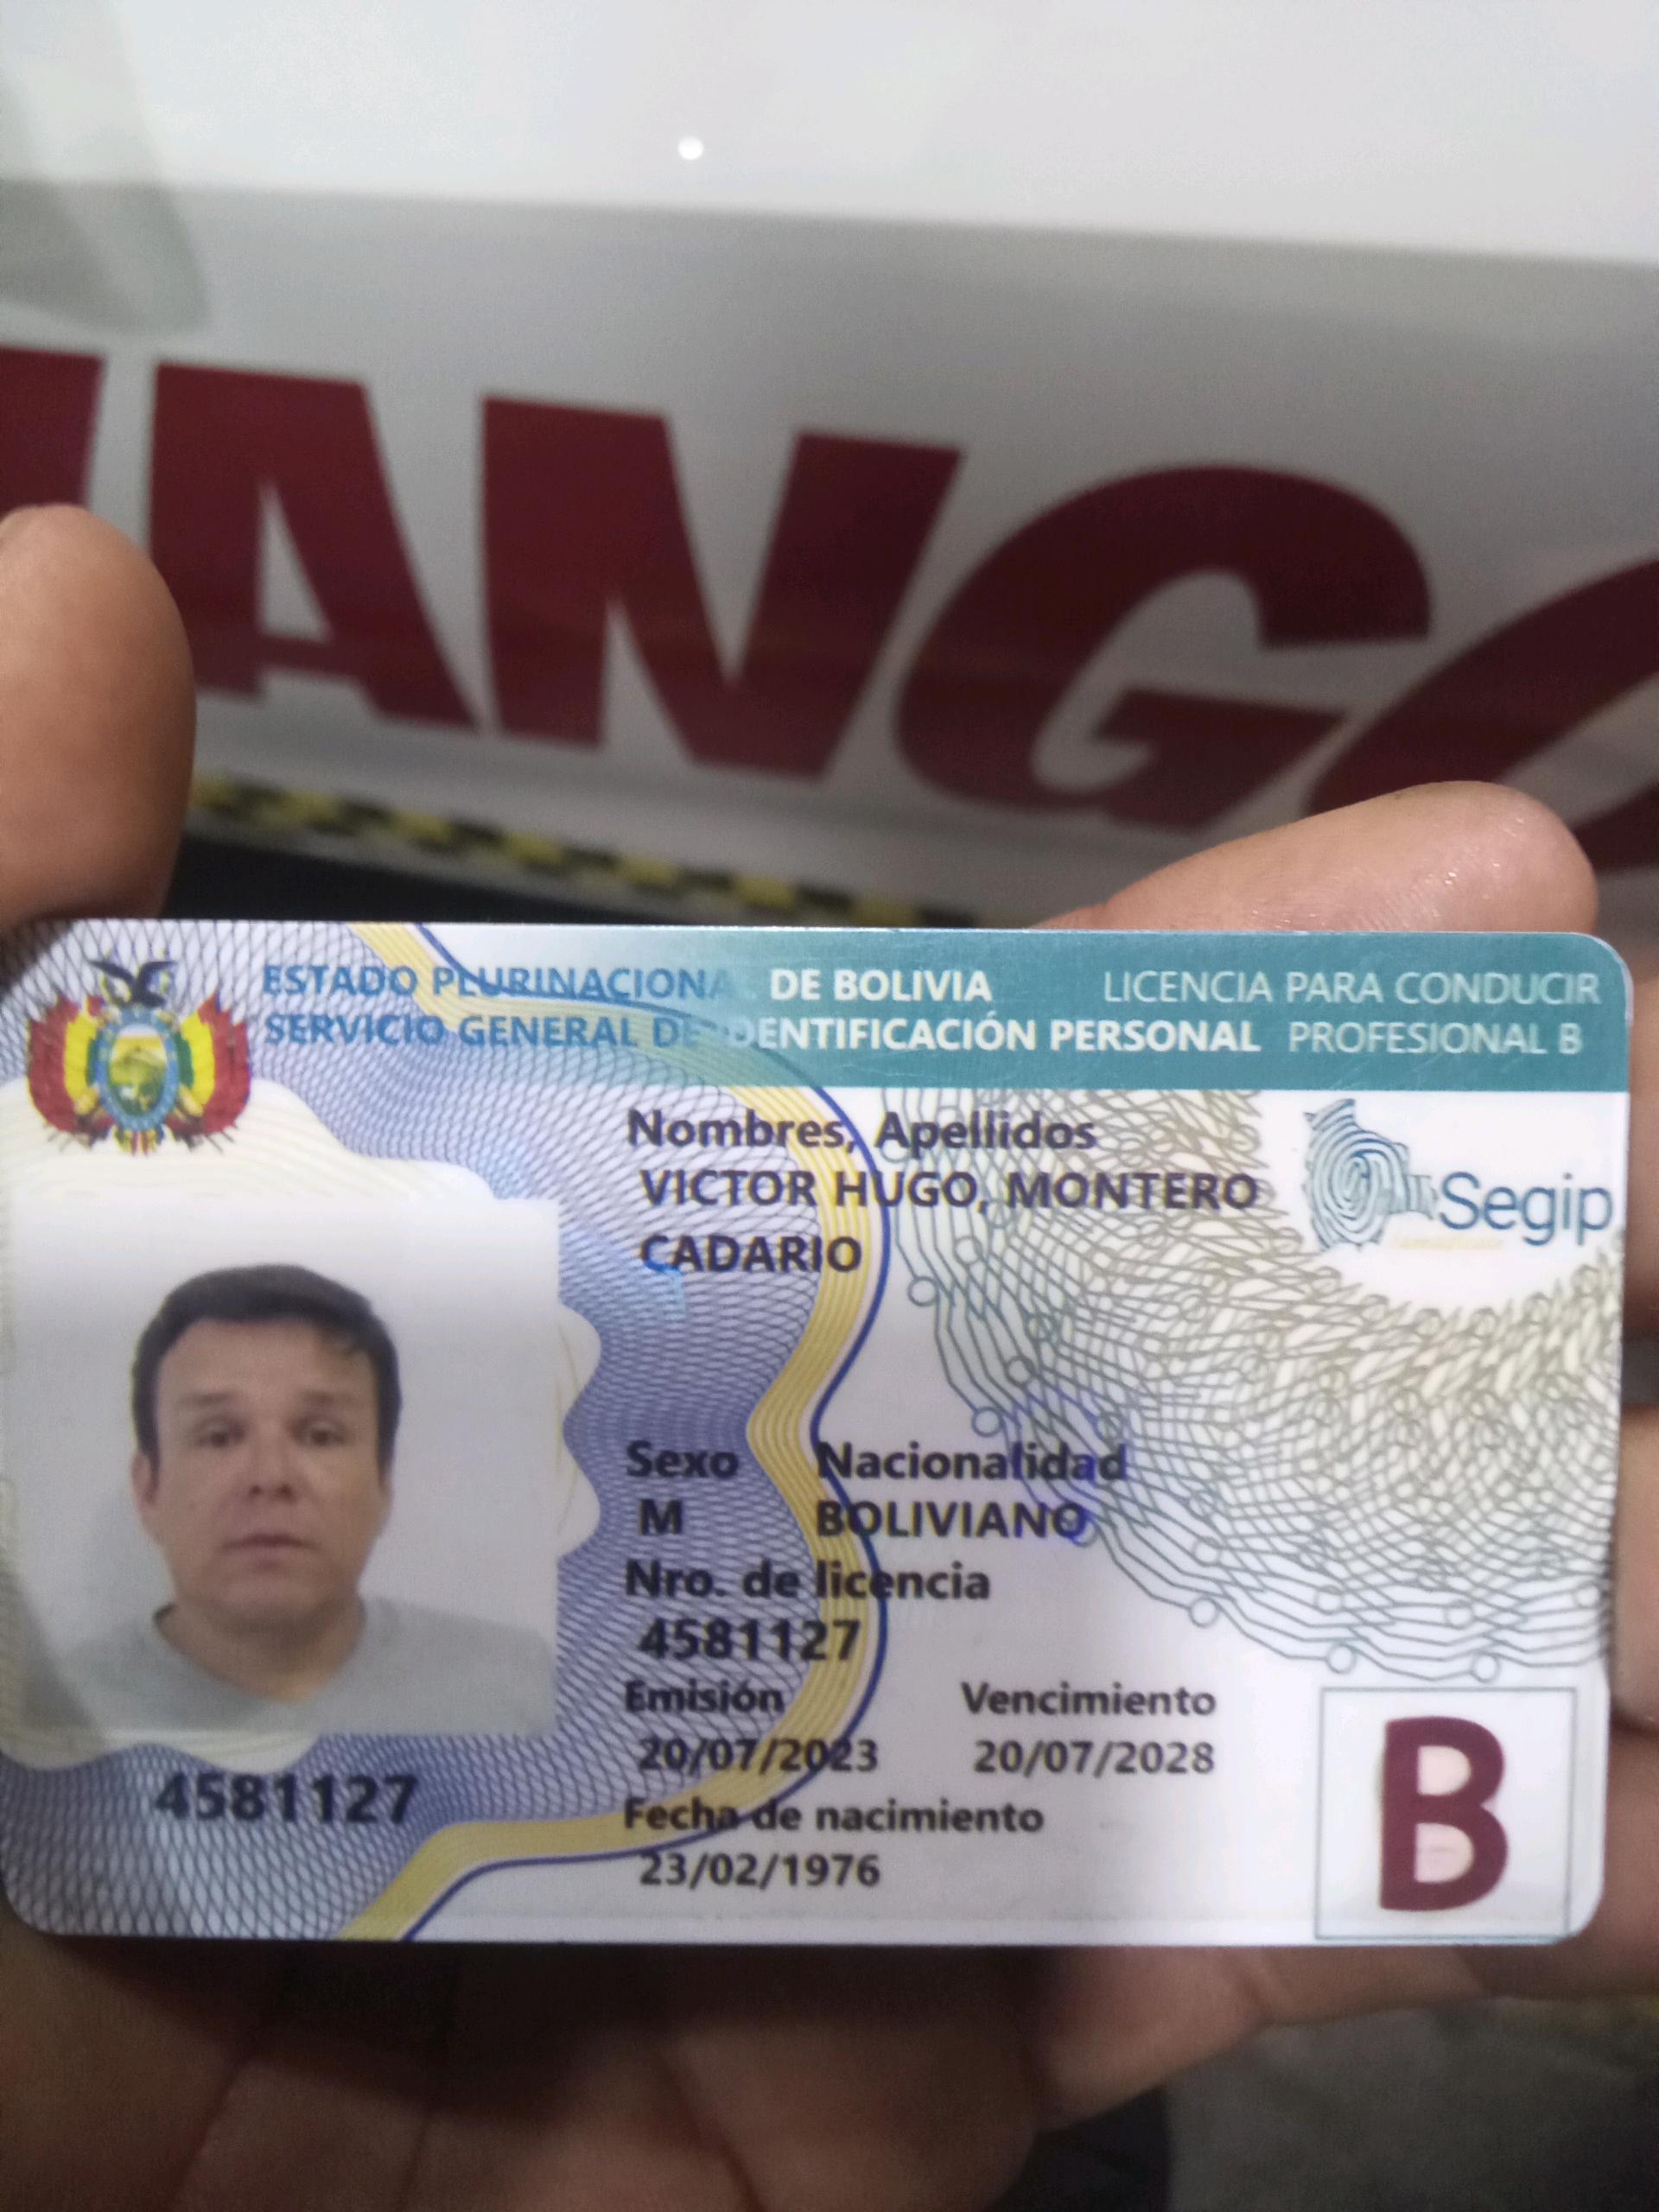 ANG
ESTADO PLURINACIONAL DE BOLIVIA
SERVICIO GENERAL DE IDENTIFICACIÓN PERSONAL
LICENCIA PARA CONDUCIR
PROFESIONAL B
Segip
Nombres, Apellidos
VICTOR HUGO, MONTERO
CADARIO
Sexo Nacionalidad
M BOLIVIANO
Nro. de licencia
4581127
Emisión Vencimiento
20/07/2023 20/07/2028
Fecha de nacimiento
23/02/1976
4581127
B